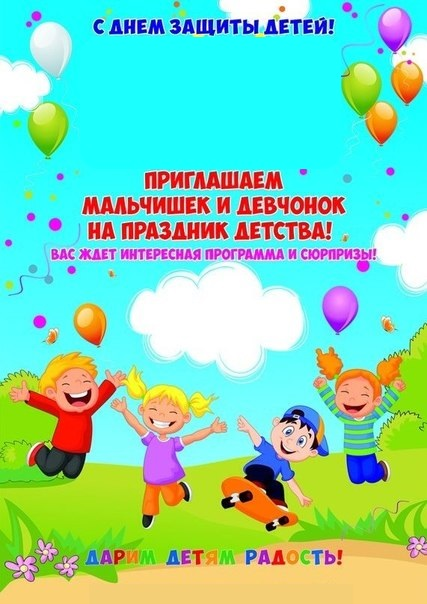 С ДНЕМ ЗАЩИТЫ ДЕТЕЙ!
ПРИГЛАШАЕМ
МАЛЬЧИШЕК И ДЕВЧОНОК
НА ПРАЗДНИК ДЕТСТВА!
ВАС ЖДЕТ ИНТЕРЕСНАЯ ПРОГРАММА И СЮРПРИЗЫ!
ДАРИМ ДЕТЯМ РАДОСТЬ!